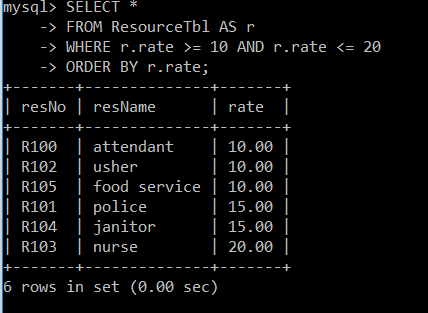 mysql> SELECT *
    -> FROM ResourceTbl AS r
    -> WHERE r.rate >= 10 AND r.rate <= 20
    -> ORDER BY r.rate;
+-------+--------------+-------+
| resNo | resName      | rate  |
+-------+--------------+-------+
| R100  | attendant    | 10.00 |
| R102  | usher        | 10.00 |
| R105  | food service | 10.00 |
| R101  | police       | 15.00 |
| R104  | janitor      | 15.00 |
| R103  | nurse        | 20.00 |
+-------+--------------+-------+
6 rows in set (0.00 sec)